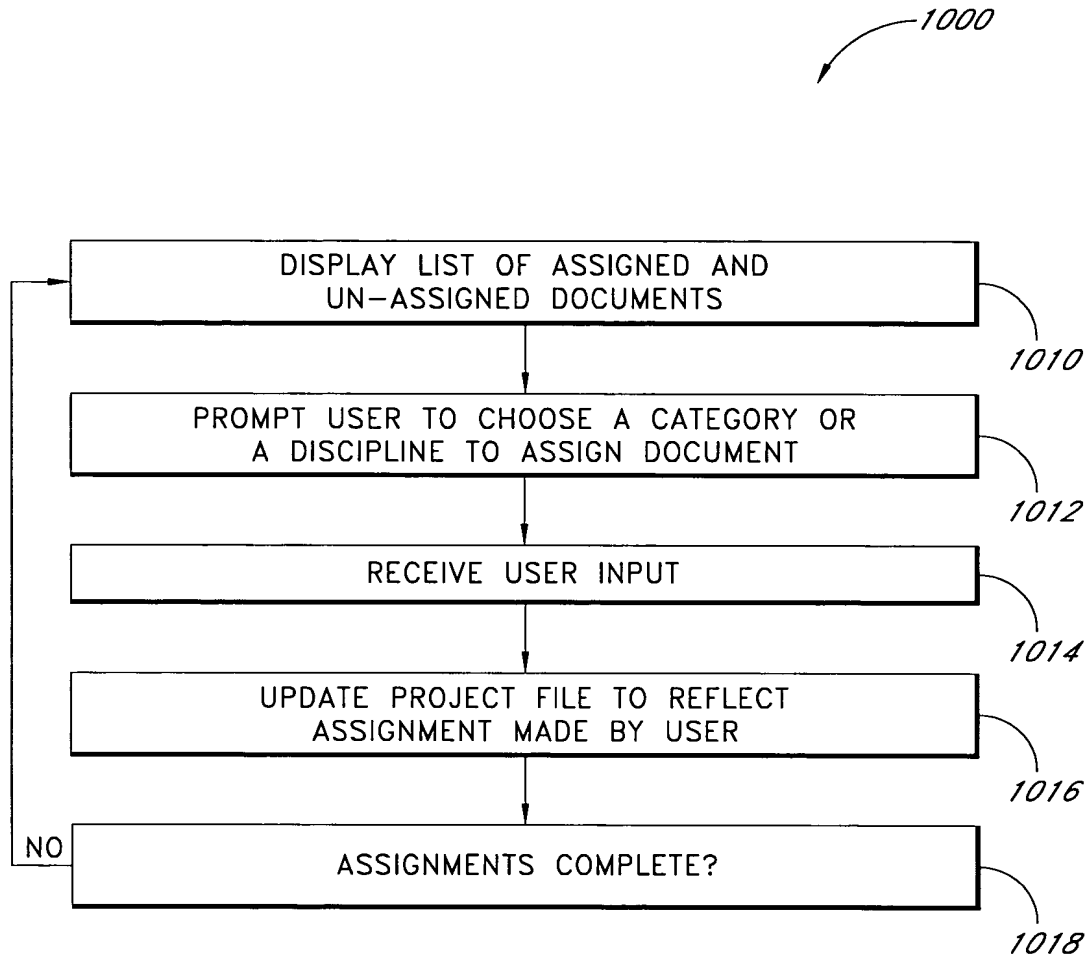 1000
DISPLAY LIST OF ASSIGNED AND
UN-ASSIGNED DOCUMENTS
1010
PROMPT USER TO CHOOSE A CATEGORY OR
A DISCIPLINE TO ASSIGN DOCUMENT
1012
RECEIVE USER INPUT
1014
UPDATE PROJECT FILE TO REFLECT
ASSIGNMENT MADE BY USER
1016
NO
ASSIGNMENTS COMPLETE?
1018